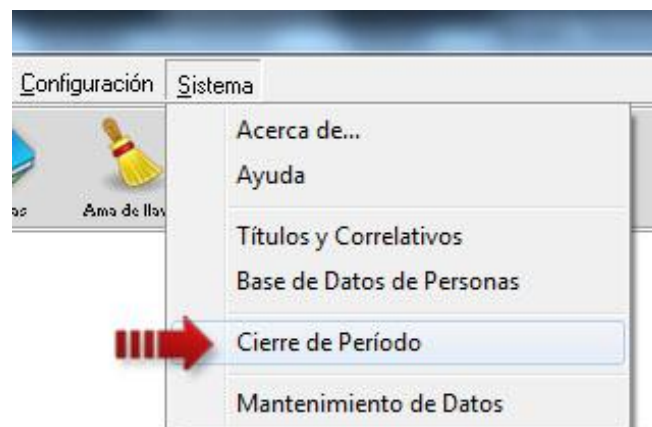 Configuración Sistema
Acerca de...
Ayuda
Ama de llav
Títulos y Correlativos
Base de Datos de Personas
Cierre de Período
Mantenimiento de Datos